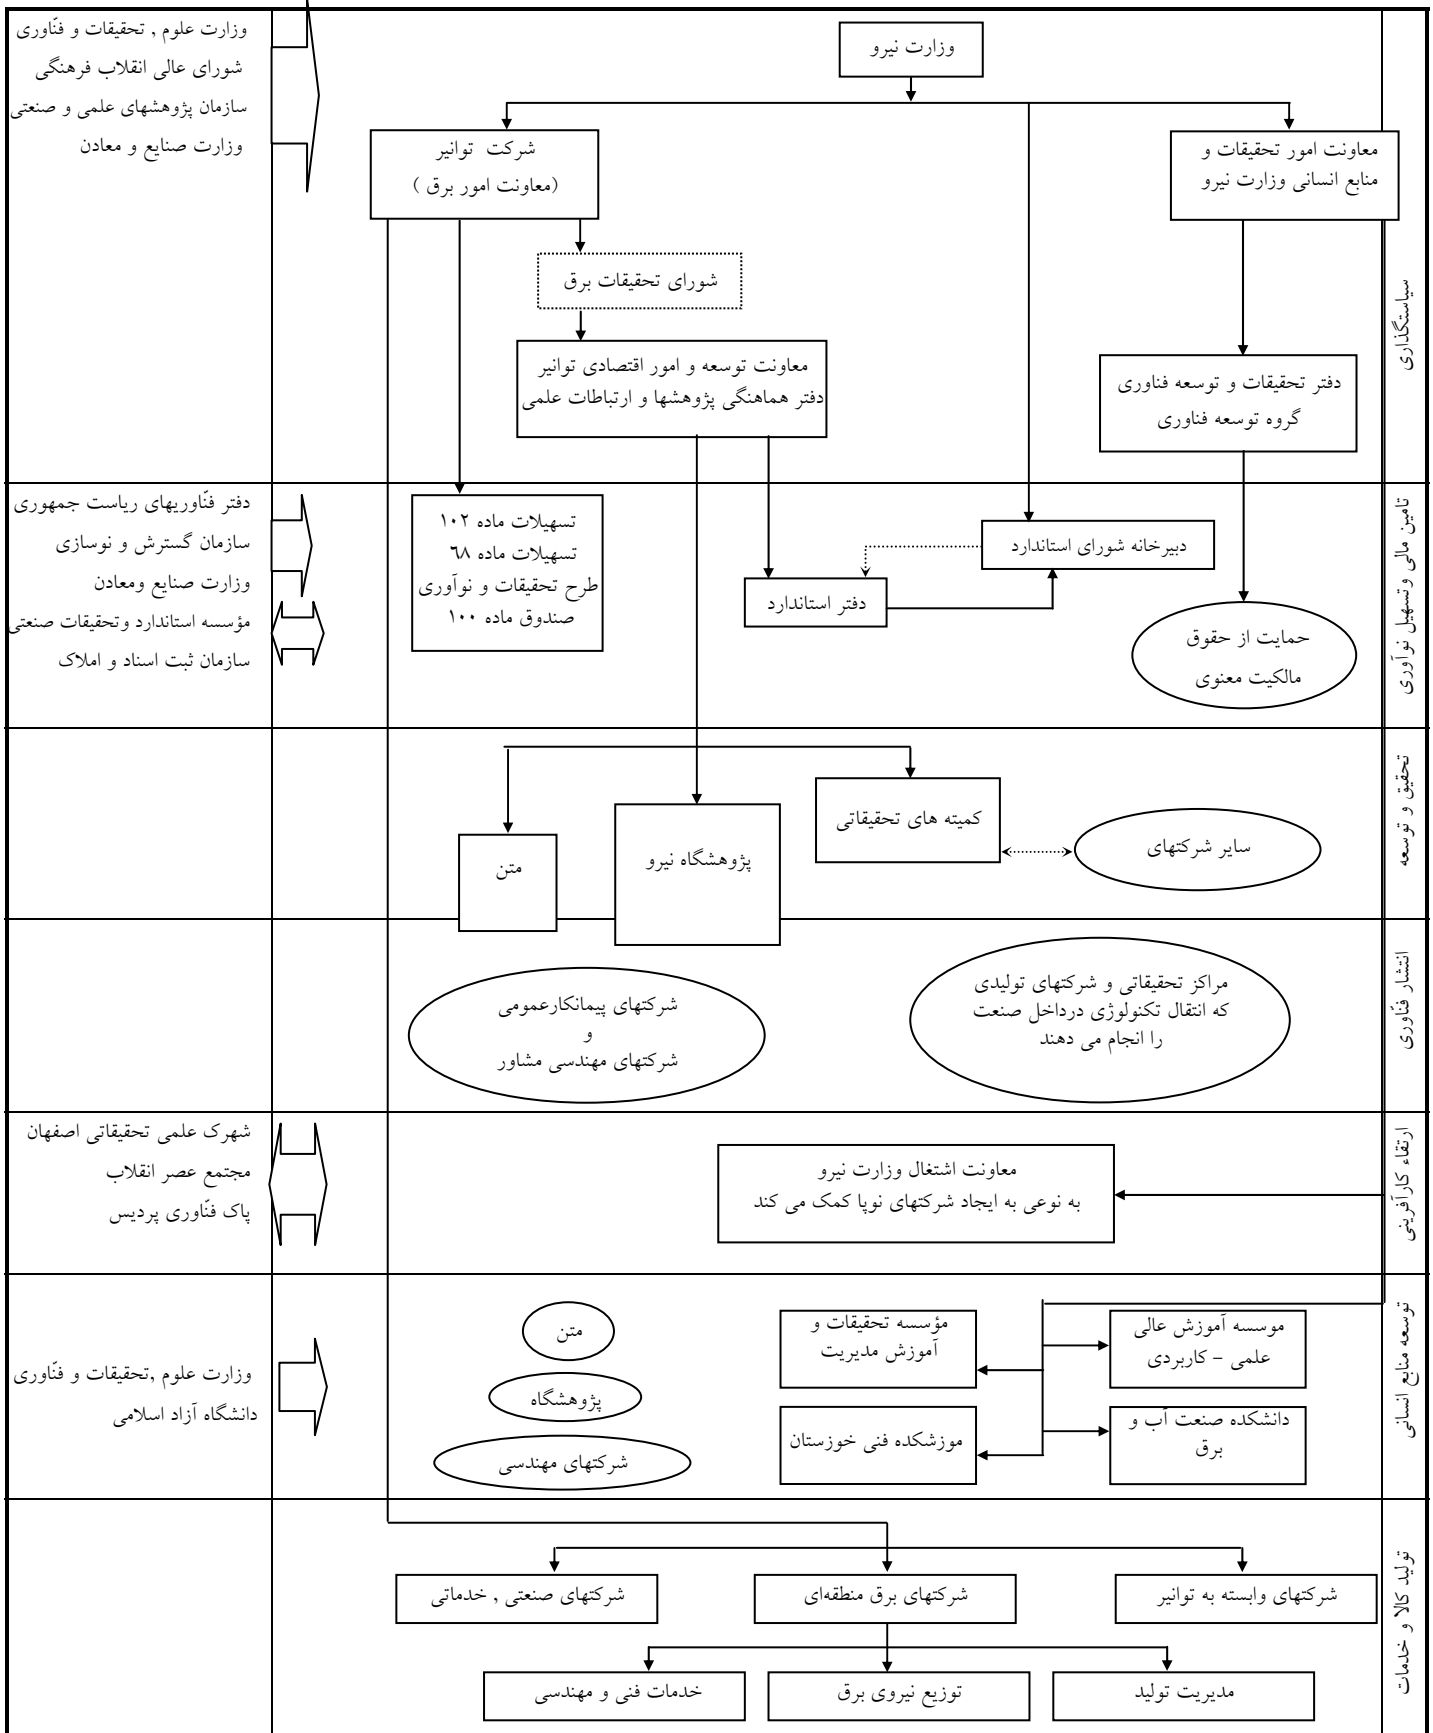 وزارت نیرو
معاونت امور تحقیقات و
منابع انسانی وزارت نیرو
شرکت توانیر
(معاونت امور برق )
شورای تحقیقات برق
معاونت توسعه و امور اقتصادی توانیر
دفتر هماهنگی پژوهشها و ارتباطات علمی
دفتر تحقیقات و توسعه فناوری
گروه توسعه فناوری
سیاستگذاری
وزارت علوم , تحقیقات و فنّاوری
شورای عالی انقلاب فرهنگی
سازمان پژوهشهای علمی و صنعتی
وزارت صنایع و معادن
تامین مالی وتسهیل نوآوری
دبیرخانه شورای استاندارد
دفتر استاندارد
حمایت از حقوق
مالکیت معنوی
تسهیلات ماده ۱۰۲
تسهیلات ماده ٦۸
طرح تحقیقات و نوآوری
صندوق ماده ۱۰۰
دفتر فنّاوریهای ریاست جمهوری
سازمان گسترش و نوسازی
وزارت صنایع ومعادن
مؤسسه استاندارد وتحقیقات صنعتی
سازمان ثبت اسناد و املاک
تحقیق و توسعه
کمیته های تحقیقاتی
سایر شرکتهای
پژوهشگاه نیرو
متن
انتشار فنّاوری
مراکز تحقیقاتی و شرکتهای تولیدی
که انتقال تکنولوژی درداخل صنعت
را انجام می دهند
شرکتهای پیمانکارعمومی
و
شرکتهای مهندسی مشاور
ارتقاء کارآفرینی
معاونت اشتغال وزارت نیرو
به نوعی به ایجاد شرکتهای نوپا کمک می کند
شهرک علمی تحقیقاتی اصفهان
مجتمع عصر انقلاب
پاک فنّاوری پردیس
توسعه منابع انسانی
موسسه آموزش عالی
علمی – کاربردی
مؤسسه تحقیقات و
آموزش مدیریت
دانشکده صنعت آب و
برق
موزشکده فنی خوزستان
متن
پژوهشگاه
شرکتهای مهندسی
وزارت علوم ,تحقیقات و فنّاوری
دانشگاه آزاد اسلامی
تولید کالا و خدمات
شرکتهای وابسته به توانیر
شرکتهای برق منطقه‌ای
شرکتهای صنعتی , خدماتی
مدیریت تولید
توزیع نیروی برق
خدمات فنی و مهندسی